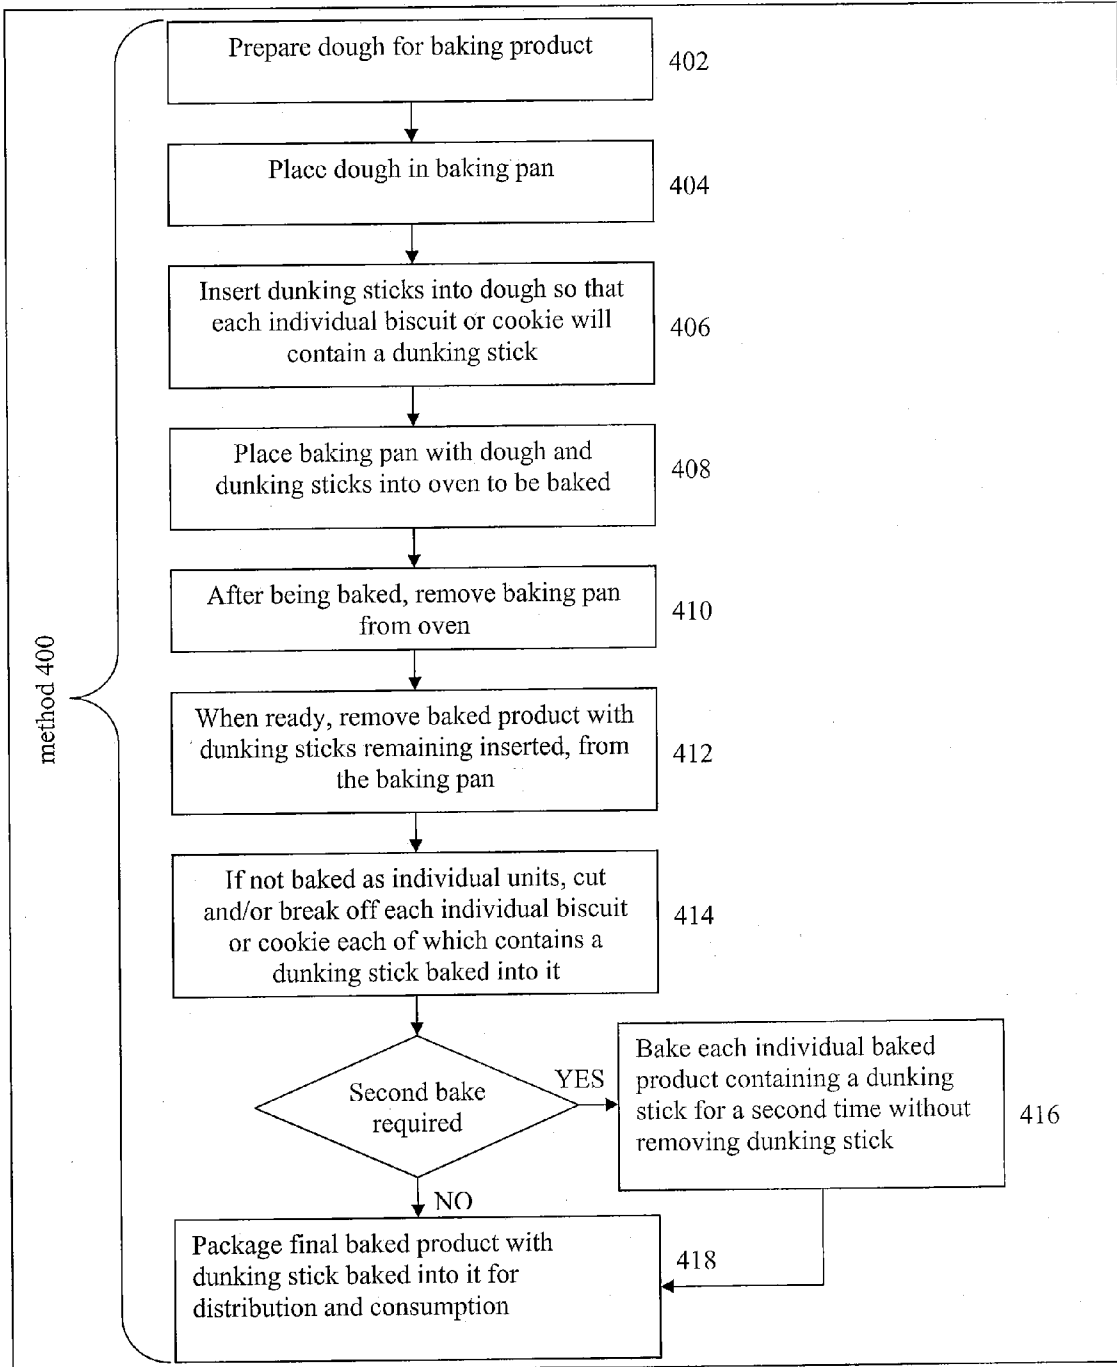 Prepare dough for baking product
402
Place dough in baking pan
404
Insert dunking sticks into dough so that
each individual biscuit or cookie will
contain a dunking stick
406
Place baking pan with dough and
dunking sticks into oven to be baked
408
After being baked, remove baking pan
from oven
410
method 400
When ready, remove baked product with
dunking sticks remaining inserted, from
the baking pan
412
If not baked as individual units, cut
and/or break off each individual biscuit
or cookie each of which contains a
dunking stick baked into it
414
Second bake
required
YES
Bake each individual baked
product containing a dunking
stick for a second time without
removing dunking stick
416
NO
Package final baked product with
dunking stick baked into it for
distribution and consumption
418